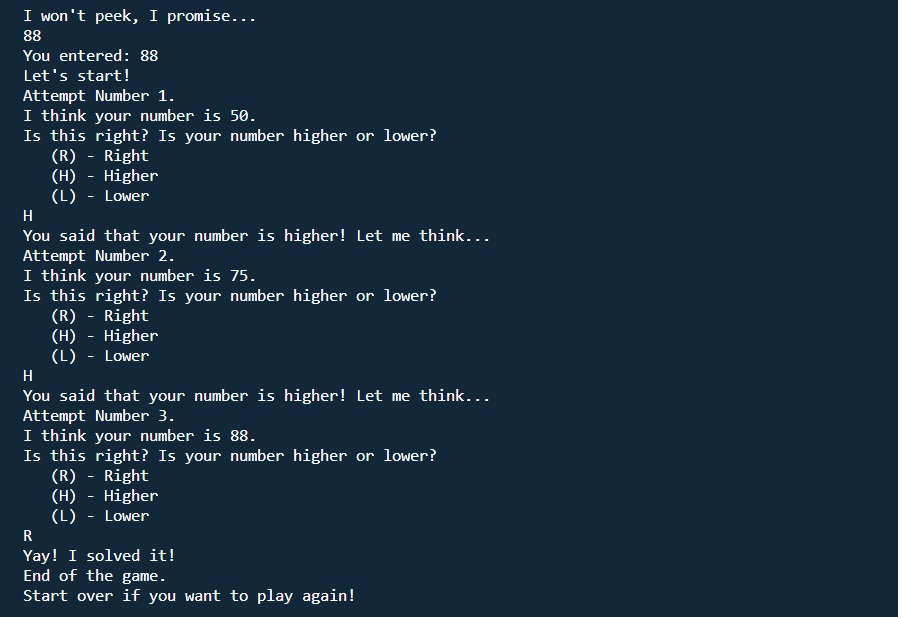 I won't peek, I promise...
88
You entered: 88
Let's start!
Attempt Number 1.
I think your number is 50.
Is this right? Is your number higher or lower?
   (R) - Right
   (H) - Higher
   (L) - Lower
H
You said that your number is higher! Let me think...
Attempt Number 2.
I think your number is 75.
Is this right? Is your number higher or lower?
   (R) - Right
   (H) - Higher
   (L) - Lower
H
You said that your number is higher! Let me think...
Attempt Number 3.
I think your number is 88.
Is this right? Is your number higher or lower?
   (R) - Right
   (H) - Higher
   (L) - Lower
R
Yay! I solved it!
End of the game.
Start over if you want to play again!